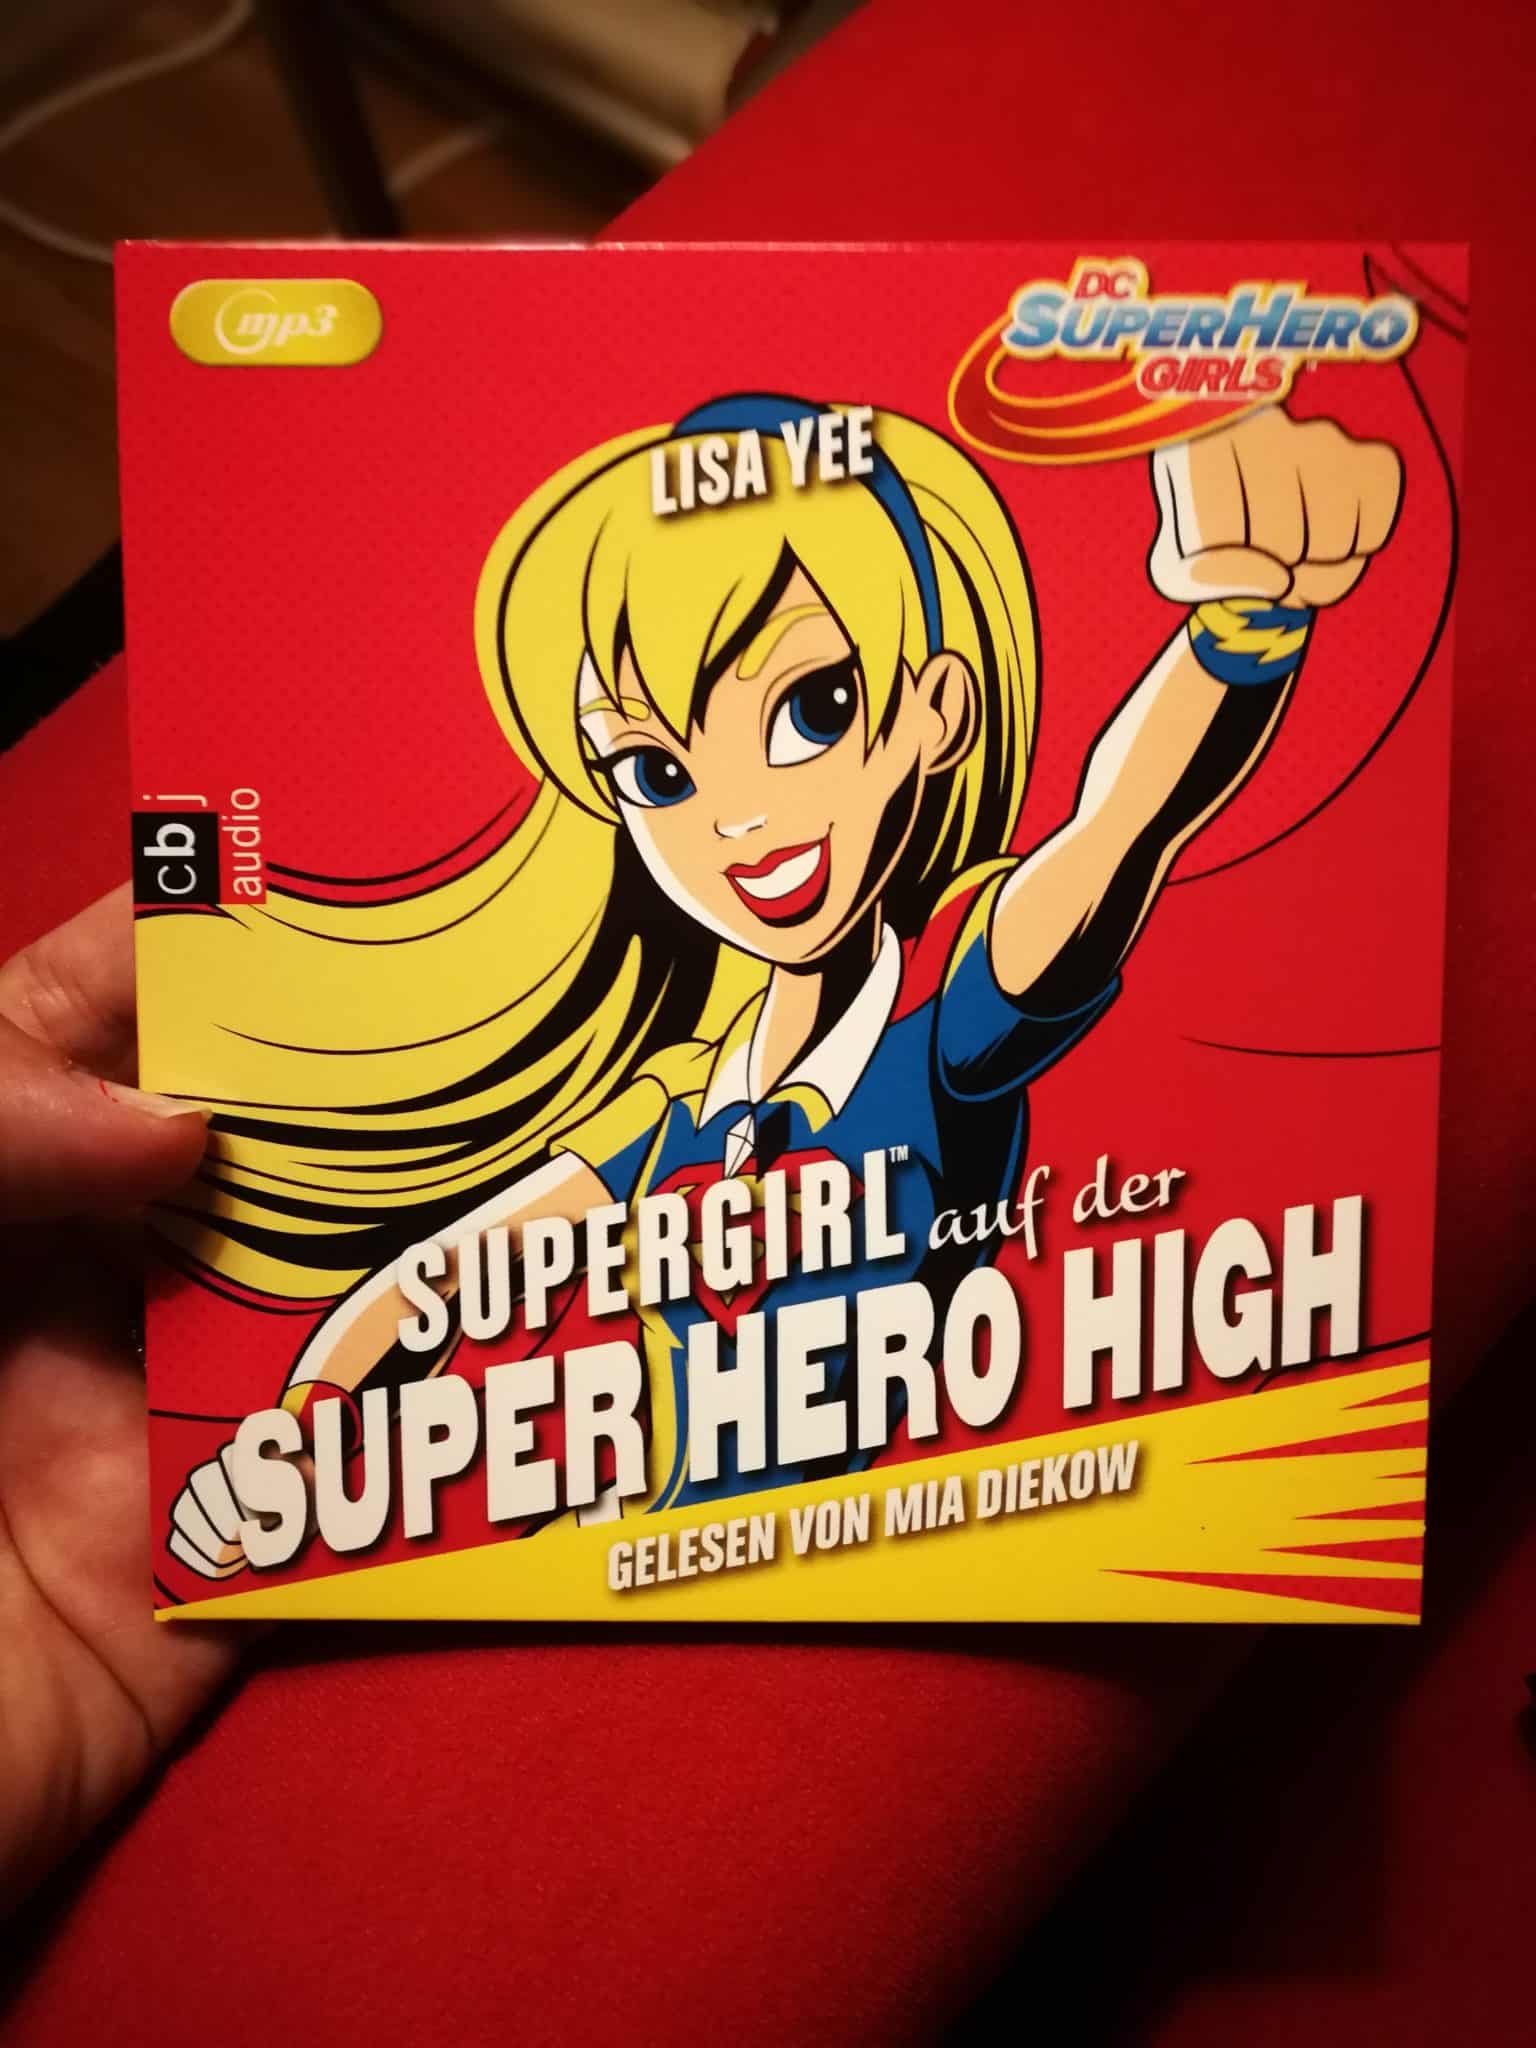 mp3
DC
SUPERHERO
GIRLS
LISA YEE
cbj
audio
SUPERGIRL™ auf der
SUPER HERO HIGH
GELESEN VON MIA DIEKOW